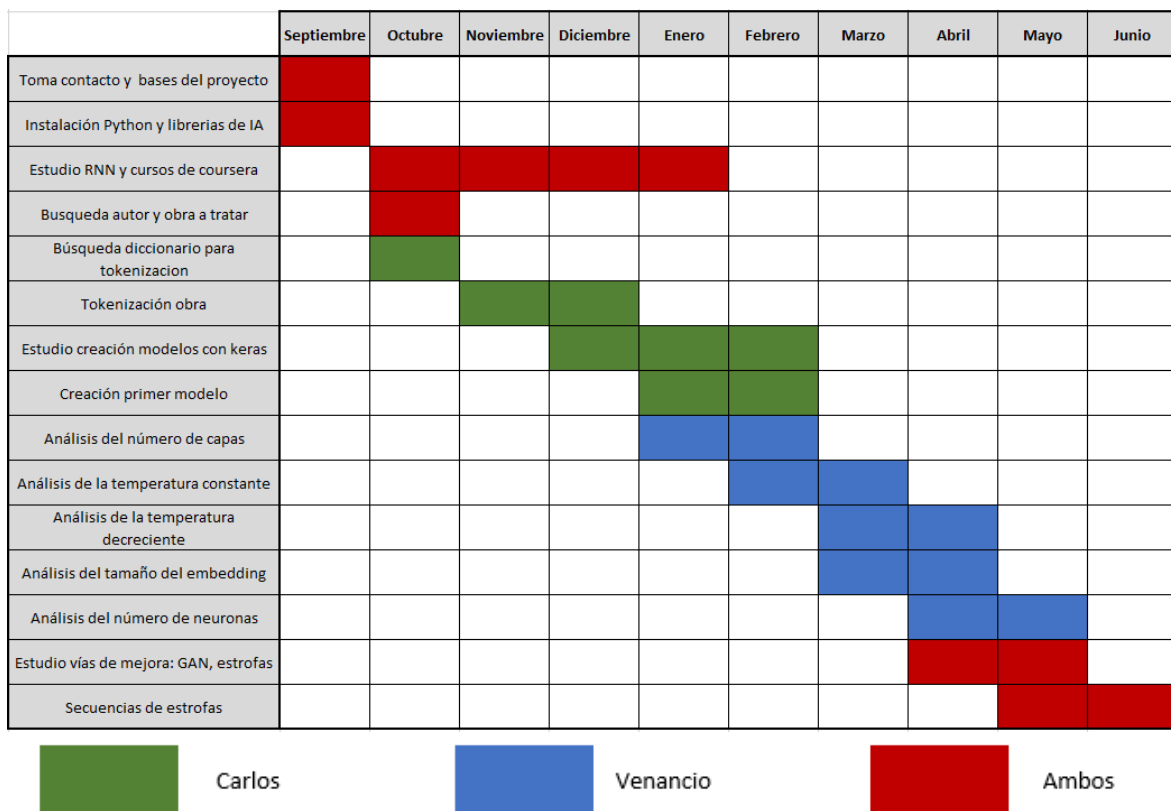 Septiembre Octubre Noviembre Diciembre Enero Febrero Marzo Abril Mayo Junio
Toma contacto y bases del proyecto
Instalación Python y librerias de IA
Estudio RNN y cursos de coursera
Busqueda autor y obra a tratar
Búsqueda diccionario para
tokenizacion
Tokenización obra
Estudio creación modelos con keras
Creación primer modelo
Análisis del número de capas
Análisis de la temperatura constante
Análisis de la temperatura
decreciente
Análisis del tamaño del embedding
Análisis del número de neuronas
Estudio vías de mejora: GAN, estrofas
Secuencias de estrofas
Carlos Venancio Ambos